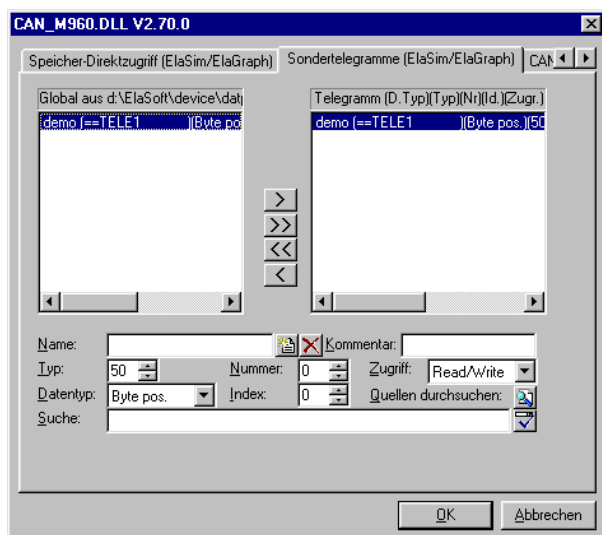 CAN_M960.DLL V2.70.0
Speicher-Direktzugriff (ElaSim/ElaGraph) Sondertelegramme (ElaSim/ElaGraph) CAN
Global aus d:\ElaSoft\device\dat Telegramm (D.Typ)(Typ)(Nr)(Id.)(Zugr.)
demo (==TELE1 )(Byte po demo (==TELE1 )(Byte pos.)(50
>
>>
<<
<
Name: Kommentar:
Typ: 50 Nummer: 0 Zugriff: Read/Write
Datentyp: Byte pos. Index: 0 Quellen durchsuchen:
Suche:
OK Abbrechen